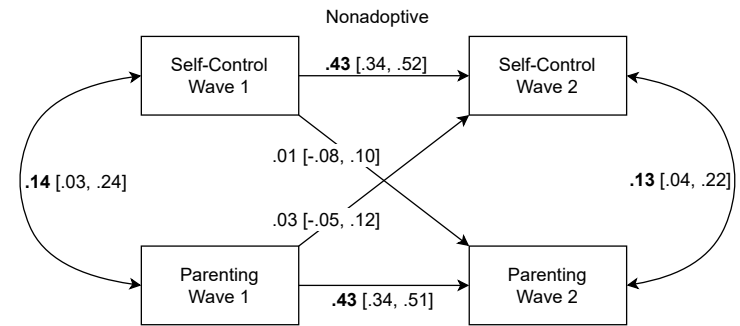 Nonadoptive
Self-Control
Wave 1
.43 [.34, .52]
Self-Control
Wave 2
.01 [-.08, .10]
.14 [.03, .24]
.13 [.04, .22]
.03 [-.05, .12]
Parenting
Wave 1
.43 [.34, .51]
Parenting
Wave 2